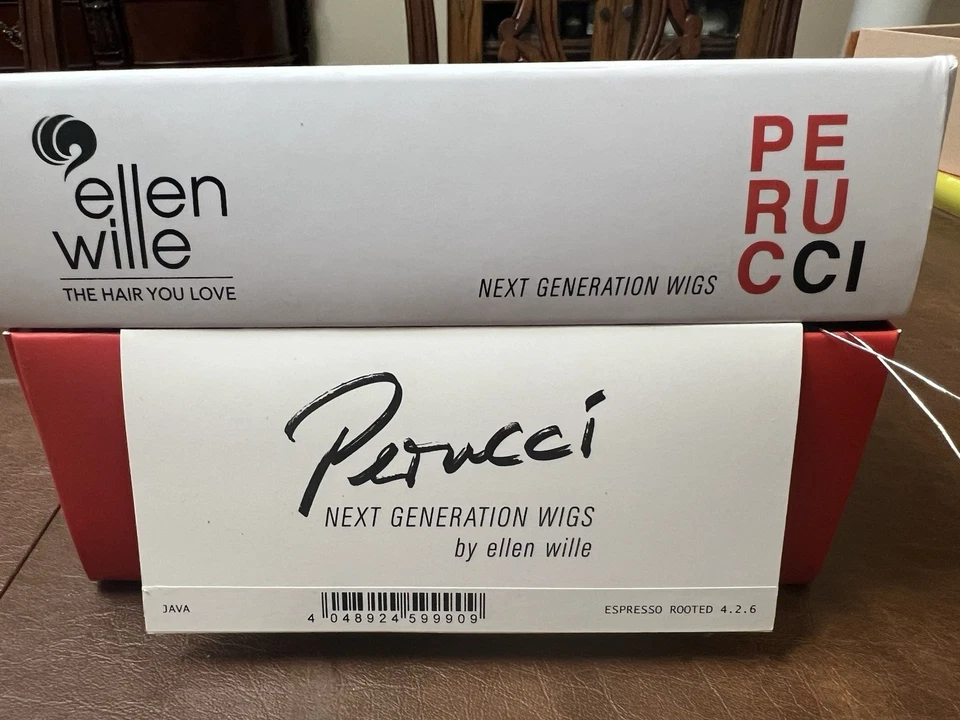 ellen
wille
THE HAIR YOU LOVE
NEXT GENERATION WIGS
PE
RU
CCI
Perucci
NEXT GENERATION WIGS
by ellen wille
JAVA
4 048924 599909
ESPRESSO ROOTED 4.2.6